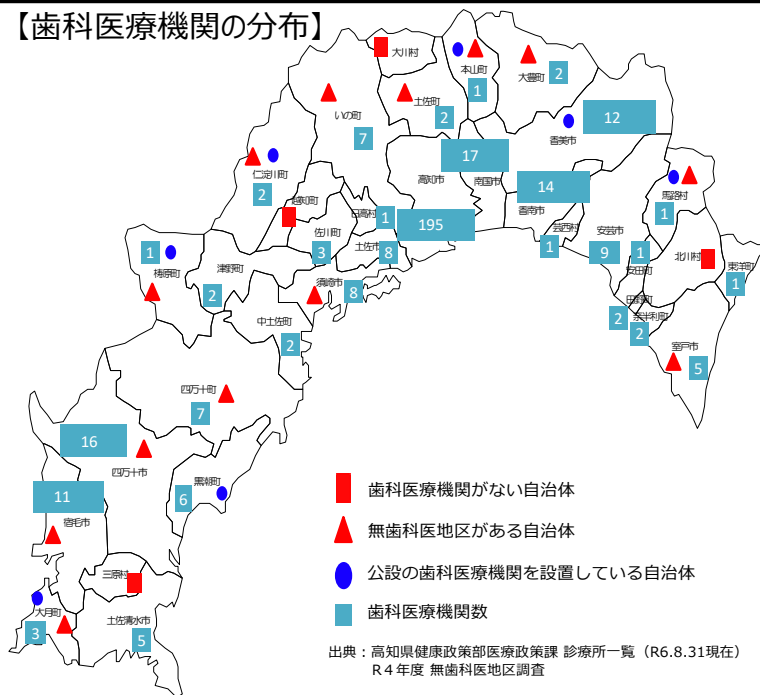 【歯科医療機関の分布】
大川村
本山町
1
大豊町
2
土佐町
2
いの町
7
香美市
12
仁淀川町
2
高知市
195
南国市
17
香南市
14
馬路村
1
越知町
日高村
1
佐川町
3
土佐市
8
芸西村
1
安芸市
9
安田町
1
北川村
東洋町
1
梼原町
1
津野町
2
須崎市
8
田野町
2
奈半利町
2
中土佐町
2
室戸市
5
四万十町
7
四万十市
16
黒潮町
6
宿毛市
11
三原村
大月町
3
土佐清水市
5
歯科医療機関がない自治体
無歯科医地区がある自治体
公設の歯科医療機関を設置している自治体
歯科医療機関数
出典：高知県健康政策部医療政策課 診療所一覧（R6.8.31現在）
R４年度 無歯科医地区調査